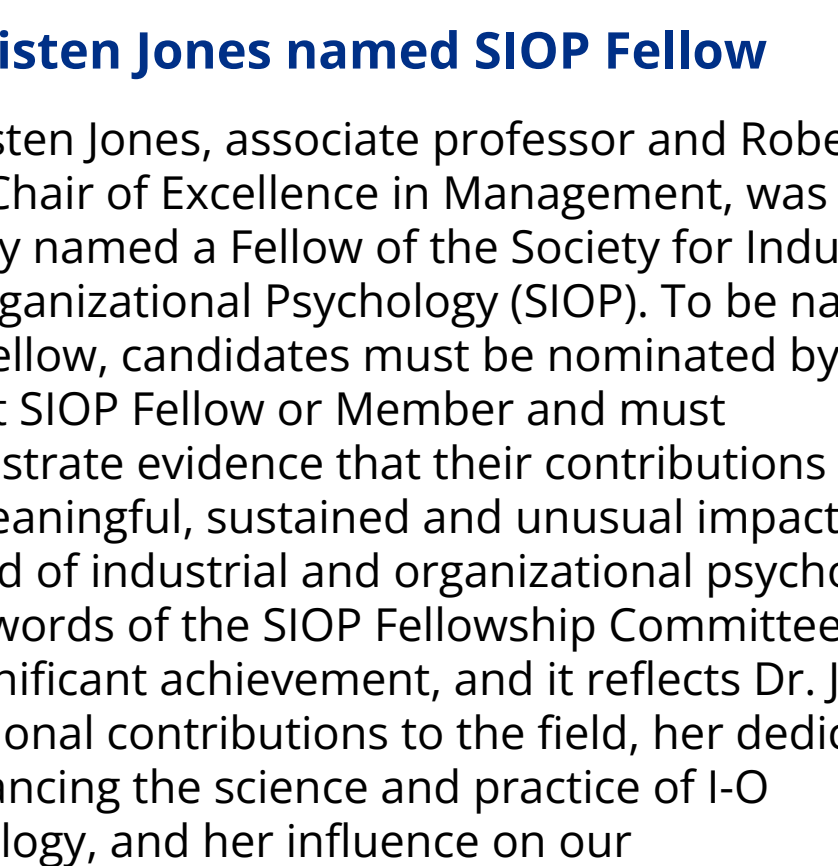 isten Jones named SIOP Fellow
sten Jones, associate professor and Robe
Chair of Excellence in Management, was
y named a Fellow of the Society for Indu
ganizational Psychology (SIOP). To be na
ellow, candidates must be nominated by
t SIOP Fellow or Member and must
strate evidence that their contributions
eaningful, sustained and unusual impact
d of industrial and organizational psycho
words of the SIOP Fellowship Committee
nificant achievement, and it reflects Dr. J
ional contributions to the field, her dedic
ancing the science and practice of I-O
logy, and her influence on our